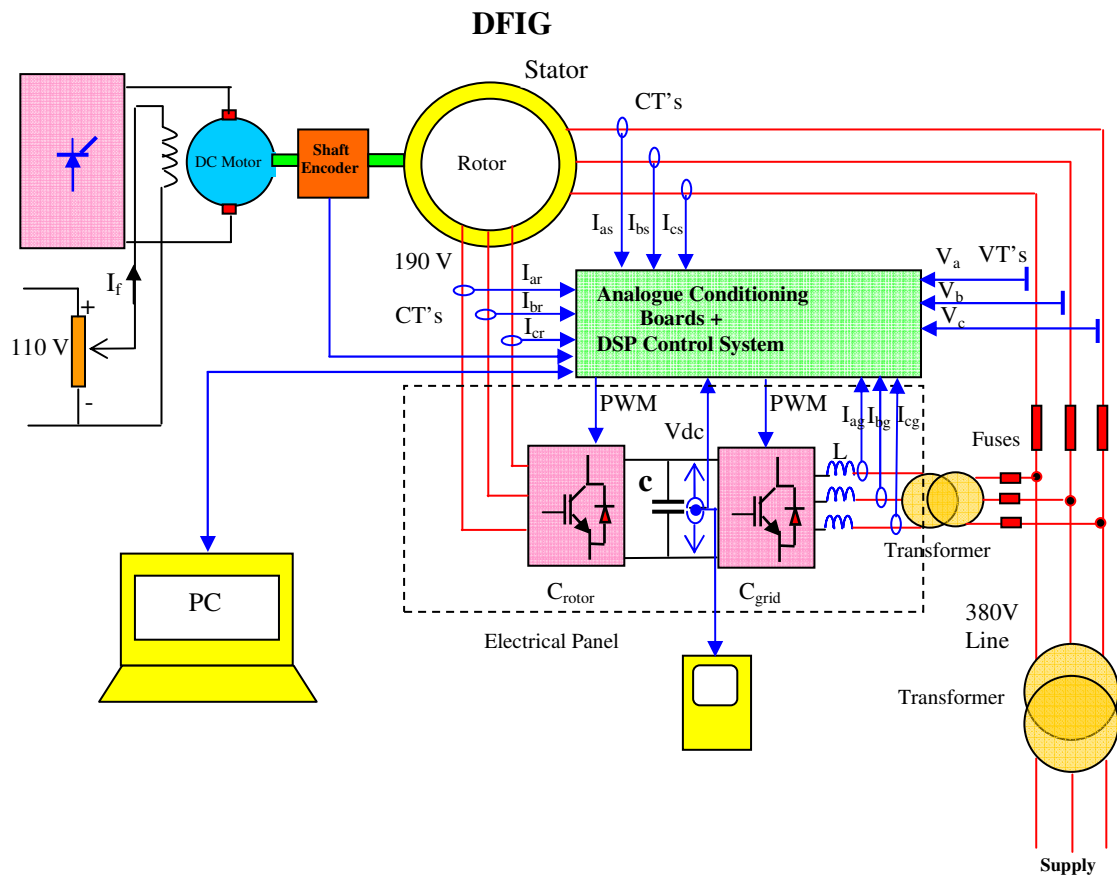 DFIG
Stator
CT's
DC Motor
Shaft
Encoder
Rotor
Ias
Ibs
Ics
190 V
Iar
Ibr
Icr
CT's
Va
VT's
Vb
Vc
Analogue Conditioning
Boards +
DSP Control System
If
+
110 V
-
PWM
Vdc
PWM
Iag
Ibg
Icg
Fuses
L
c
Transformer
Crotor
Cgrid
PC
Electrical Panel
380V
Line
Transformer
Supply